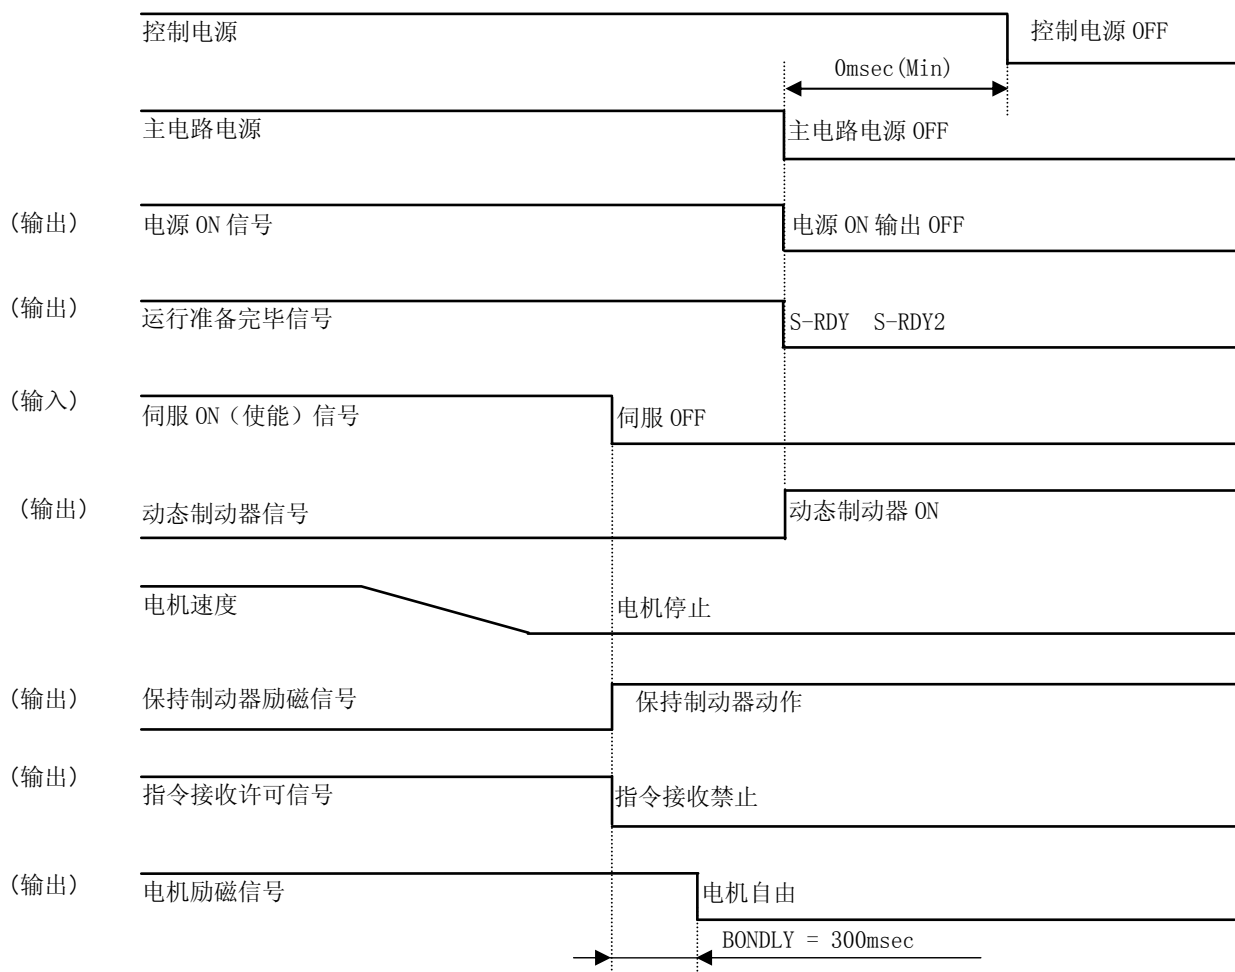 控制电源
控制电源 OFF
0msec(Min)
主电路电源
主电路电源 OFF
(输出)
电源 ON 信号
电源 ON 输出 OFF
(输出)
运行准备完毕信号
S-RDY S-RDY2
(输入)
伺服 ON（使能）信号
伺服 OFF
(输出)
动态制动器信号
动态制动器 ON
电机速度
电机停止
(输出)
保持制动器励磁信号
保持制动器动作
(输出)
指令接收许可信号
指令接收禁止
(输出)
电机励磁信号
电机自由
BONDLY = 300msec